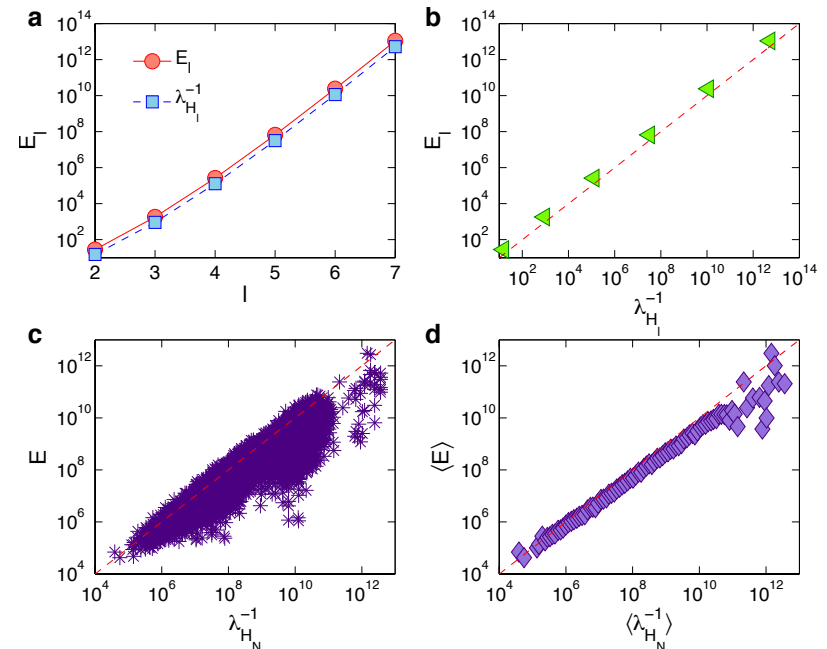 a
10^14
10^12
10^10
10^8
10^6
10^4
10^2
E_l
E_l
λ_{H_l}^{-1}
2 3 4 5 6 7
l
b
10^14
10^12
10^10
10^8
10^6
10^4
10^2
E_l
10^2 10^4 10^6 10^8 10^10 10^12 10^14
λ_{H_l}^{-1}
c
10^12
10^10
10^8
10^6
10^4
E
10^4 10^6 10^8 10^10 10^12
λ_{H_N}^{-1}
d
10^12
10^10
10^8
10^6
10^4
⟨E⟩
10^4 10^6 10^8 10^10 10^12
⟨λ_{H_N}^{-1}⟩